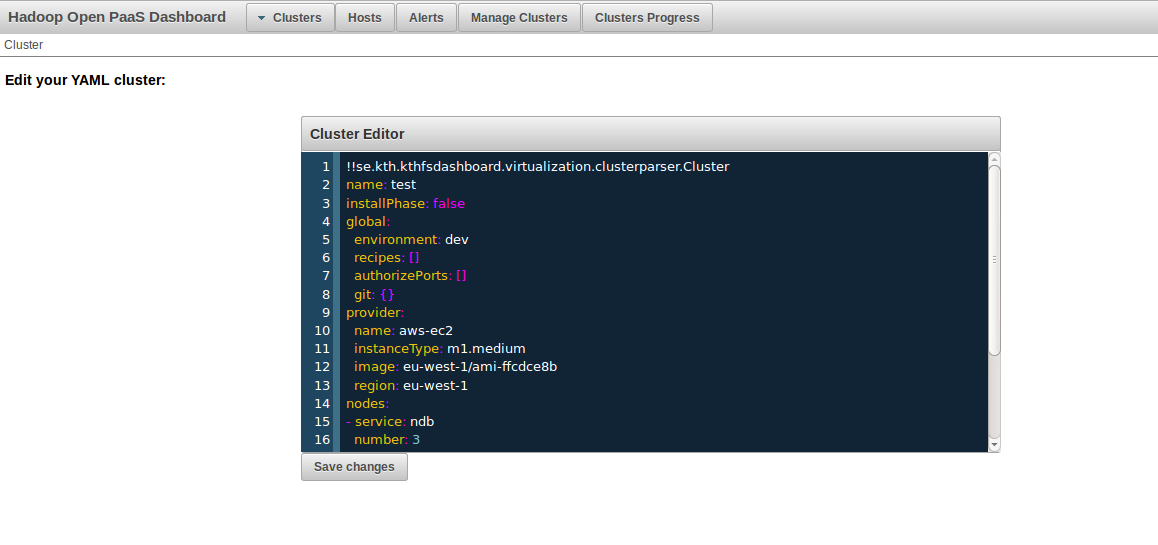 Hadoop Open PaaS Dashboard Clusters Hosts Alerts Manage Clusters Clusters Progress
Cluster
Edit your YAML cluster:
Cluster Editor
1 !!se.kth.kthfsdashboard.virtualization.clusterparser.Cluster
2 name: test
3 installPhase: false
4 global:
5 environment: dev
6 recipes: []
7 authorizePorts: []
8 git: {}
9 provider:
10 name: aws-ec2
11 instanceType: m1.medium
12 image: eu-west-1/ami-ffcdce8b
13 region: eu-west-1
14 nodes:
15 - service: ndb
16 number: 3
Save changes